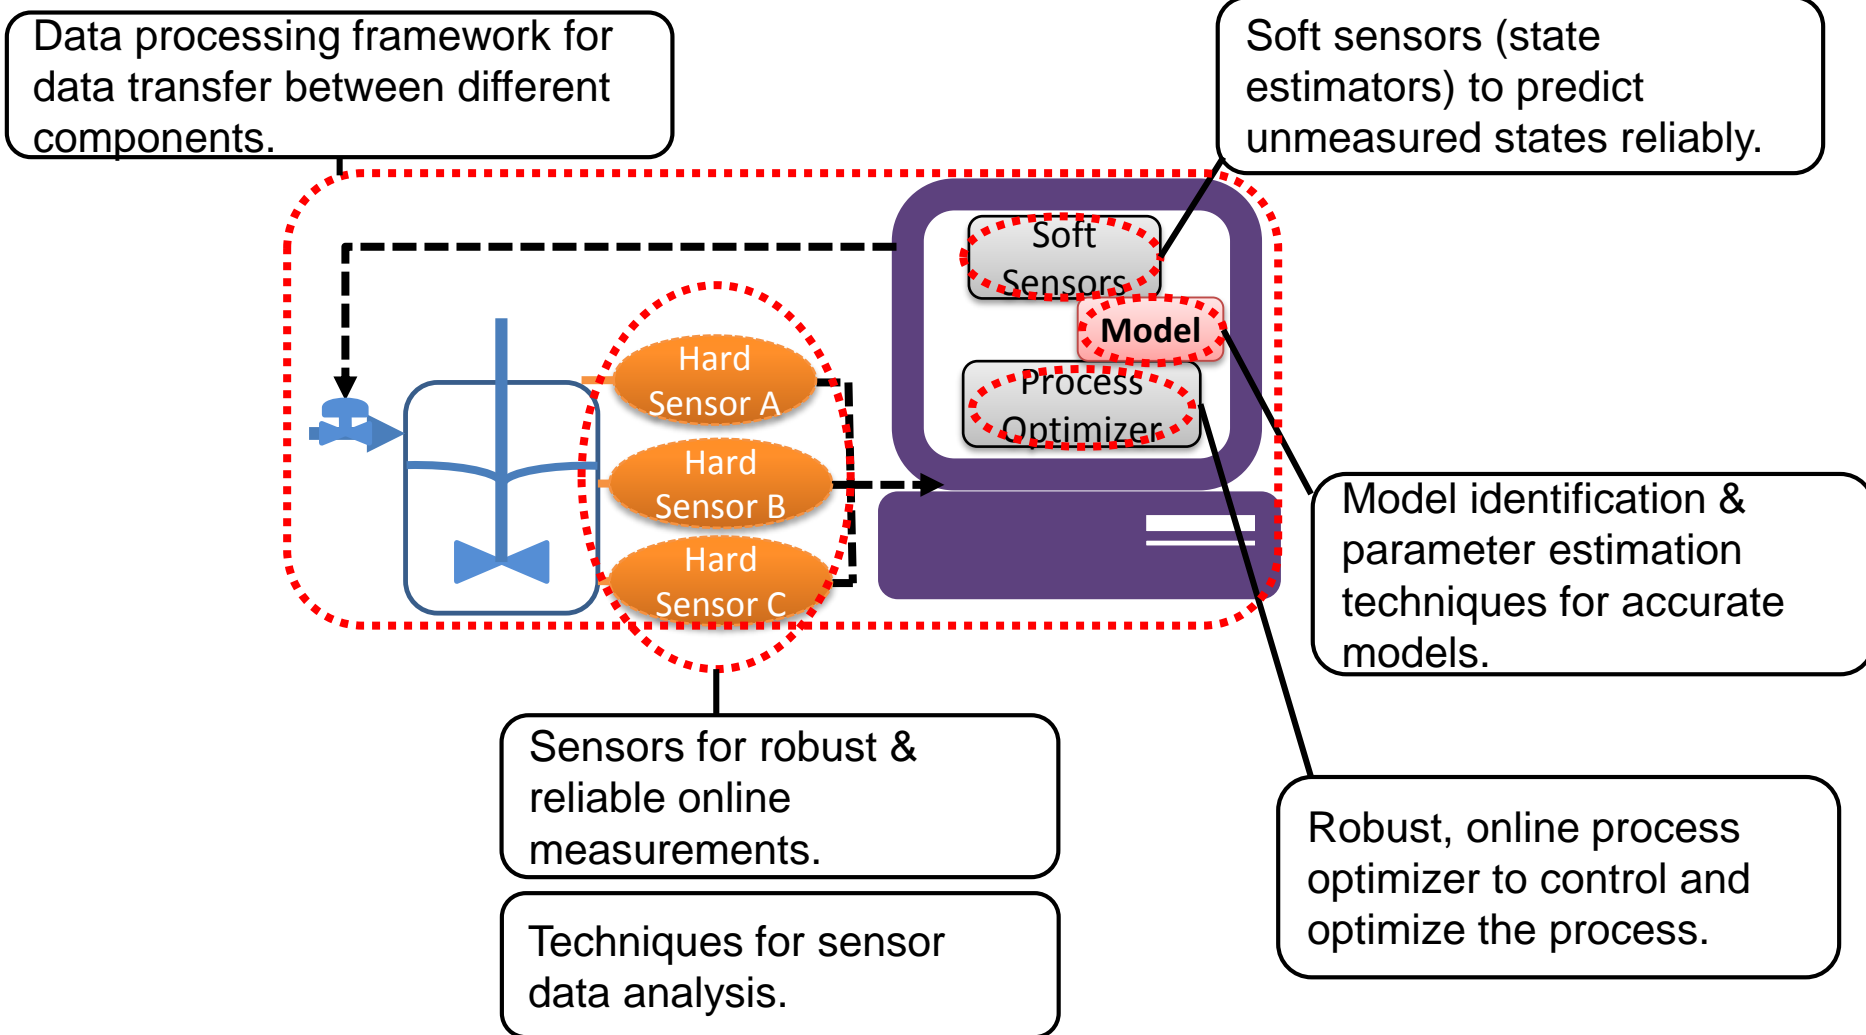 Data processing framework for
data transfer between different
components.
Soft sensors (state
estimators) to predict
unmeasured states reliably.
Soft
Sensors
Model
Process
Optimizer
Hard
Sensor A
Hard
Sensor B
Hard
Sensor C
Model identification &
parameter estimation
techniques for accurate
models.
Sensors for robust &
reliable online
measurements.
Robust, online process
optimizer to control and
optimize the process.
Techniques for sensor
data analysis.